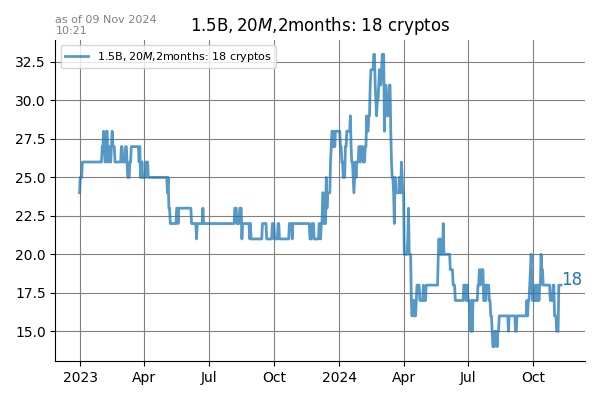 as of 09 Nov 2024
10:21
1.5B, 20M,2months: 18 cryptos
1.5B, 20M,2months: 18 cryptos
32.5
30.0
27.5
25.0
22.5
20.0
17.5
15.0
18
2023 Apr Jul Oct 2024 Apr Jul Oct